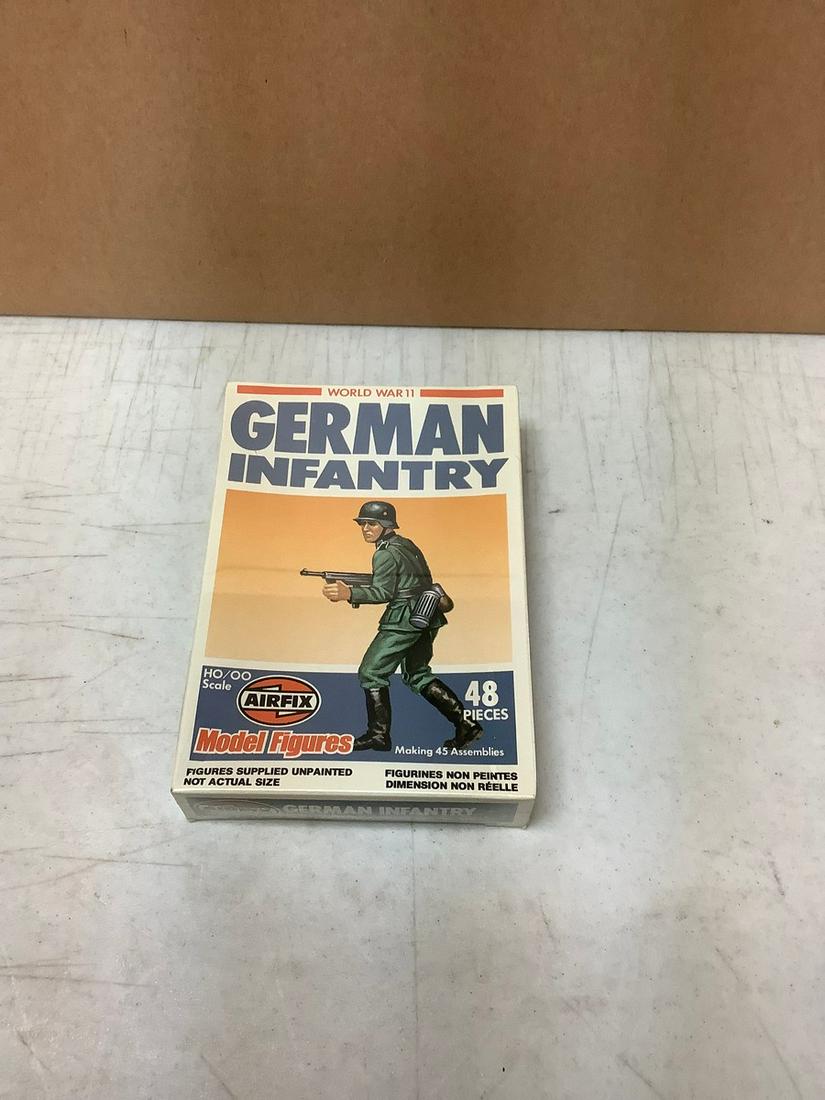 WORLD WAR 11
GERMAN
INFANTRY
HO/OO
Scale
AIRFIX
Model Figures
48
PIECES
Making 45 Assemblies
FIGURES SUPPLIED UNPAINTED
NOT ACTUAL SIZE
FIGURINES NON PEINTES
DIMENSION NON RÉELLE
GERMAN INFANTRY